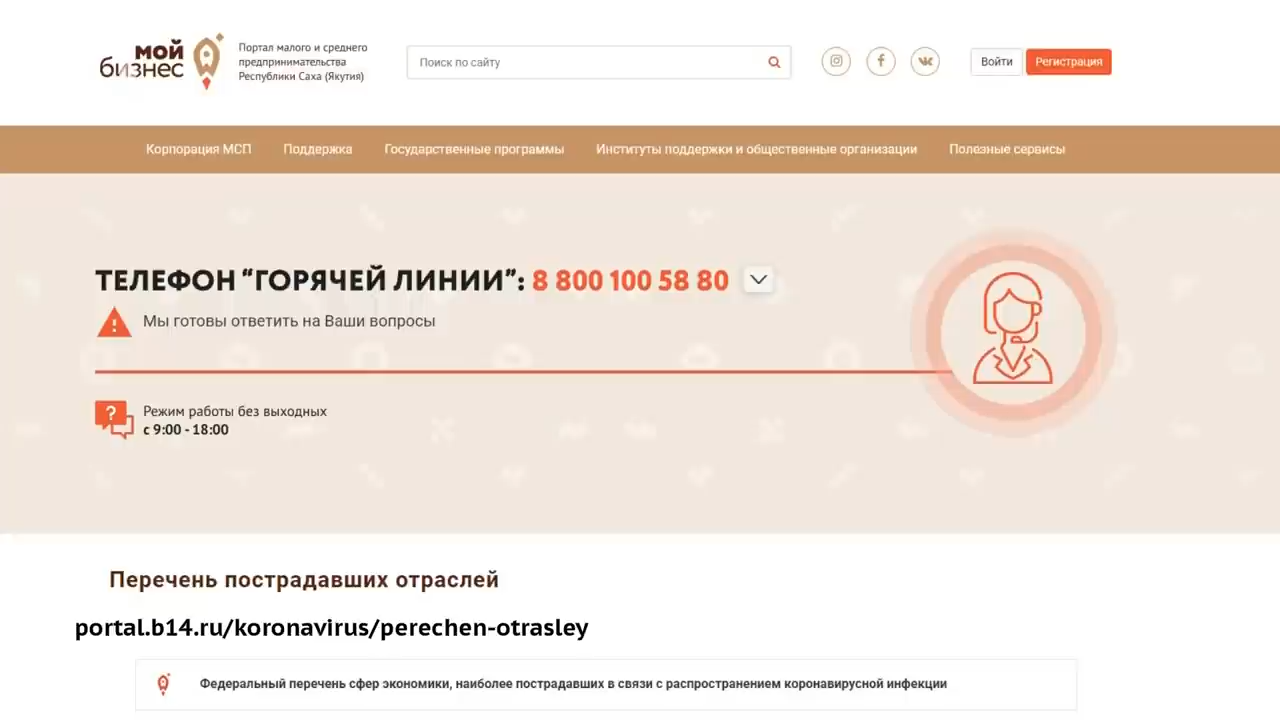 мой
бизнес
Портал малого и среднего
предпринимательства
Республики Саха (Якутия)
Поиск по сайту
Войти
Регистрация
Корпорация МСП
Поддержка
Государственные программы
Институты поддержки и общественные организации
Полезные сервисы
ТЕЛЕФОН “ГОРЯЧЕЙ ЛИНИИ”: 8 800 100 58 80
Мы готовы ответить на Ваши вопросы
Режим работы без выходных
с 9:00 - 18:00
Перечень пострадавших отраслей
portal.b14.ru/koronavirus/perechen-otrasley
Федеральный перечень сфер экономики, наиболее пострадавших в связи с распространением коронавирусной инфекции